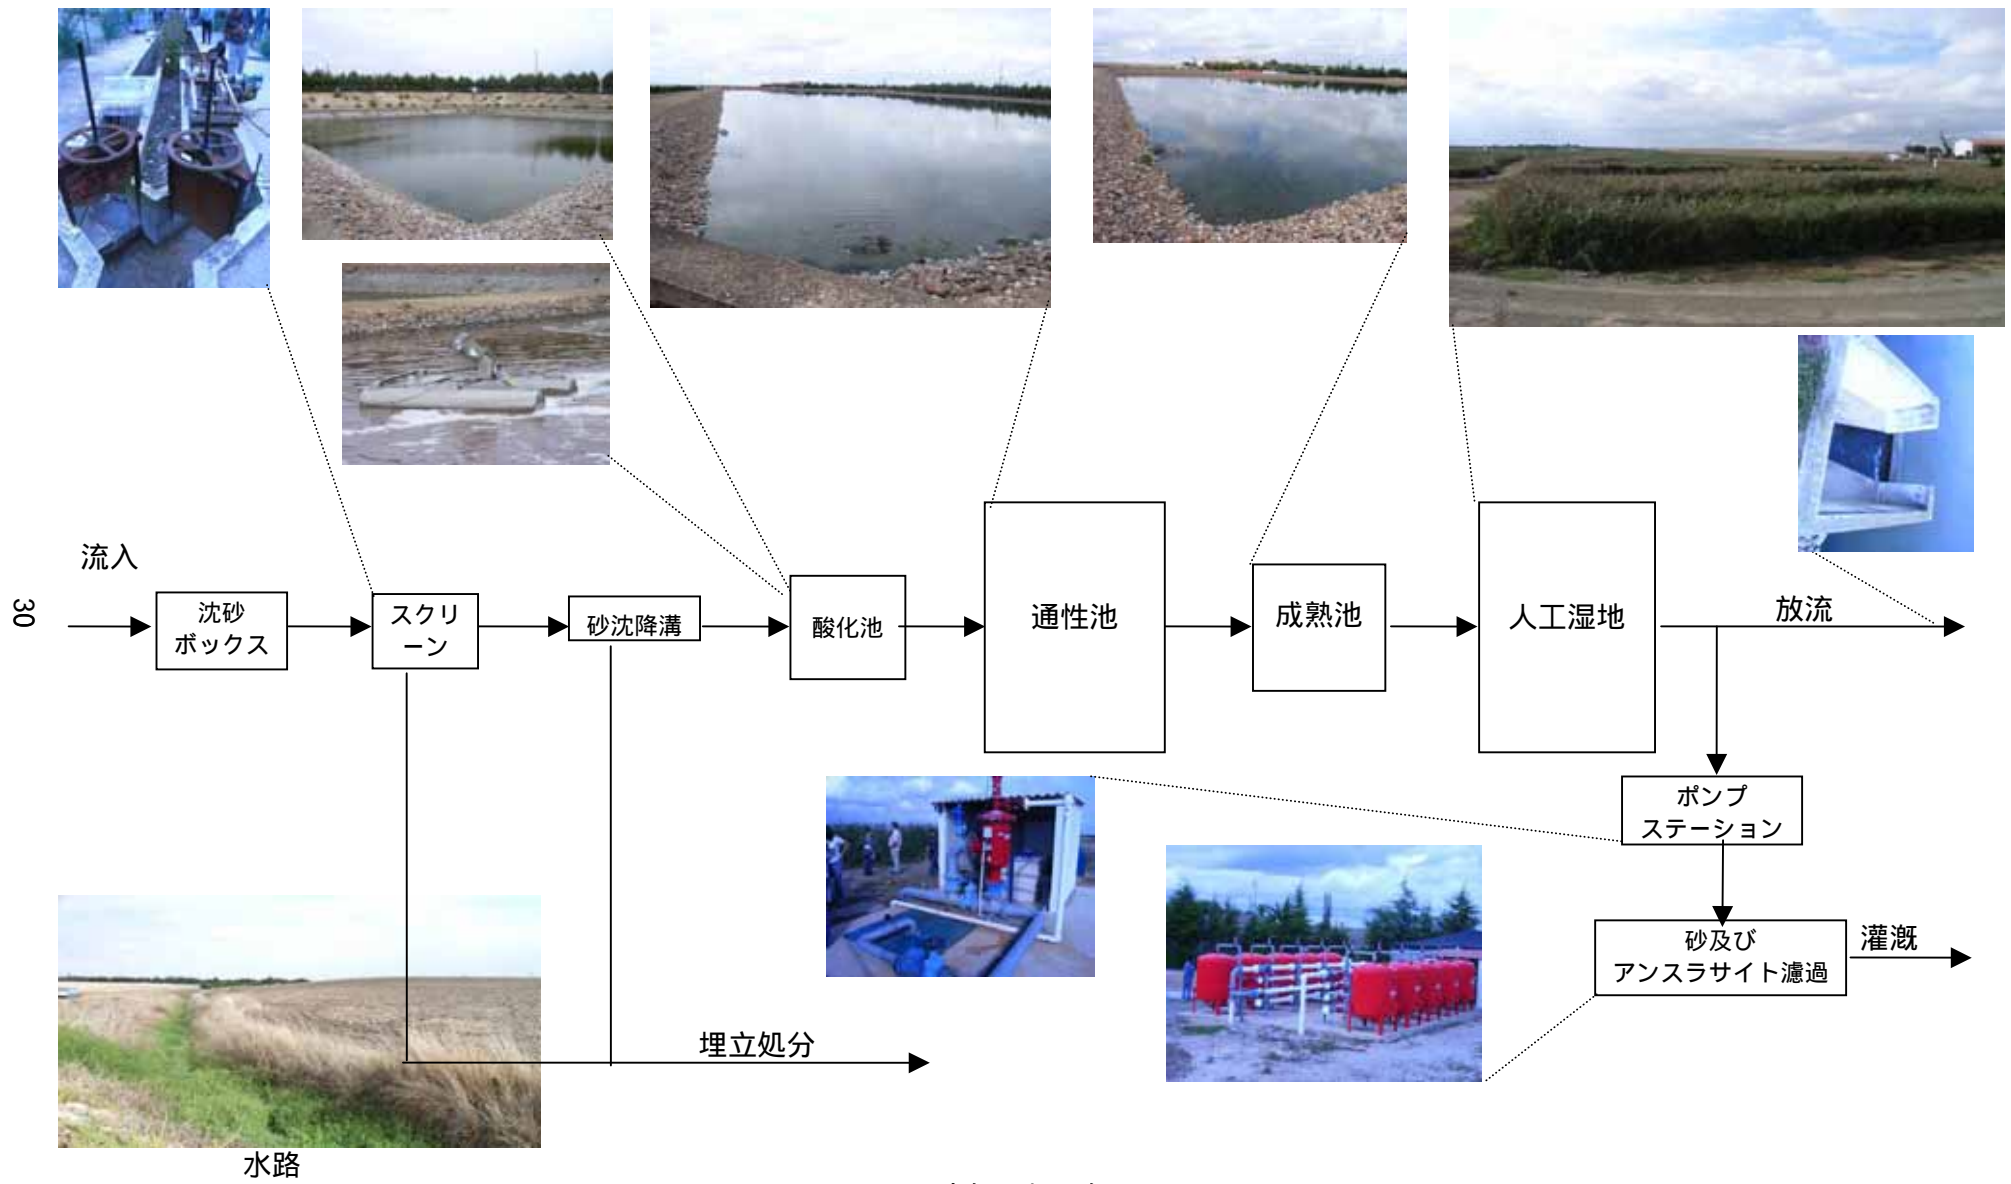 流入
30
沈砂
ボックス
スクリ
ーン
砂沈降溝
酸化池
通性池
成熟池
人工湿地
放流
ポンプ
ステーション
砂及び
アンスラサイト濾過
灌漑
埋立処分
水路